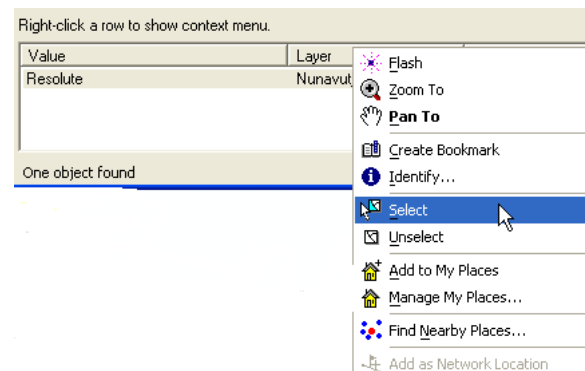 Right-click a row to show context menu.
Value Layer
Resolute Nunavut
One object found
Flash
Zoom To
Pan To
Create Bookmark
Identify...
Select
Unselect
Add to My Places
Manage My Places...
Find Nearby Places...
Add as Network Location